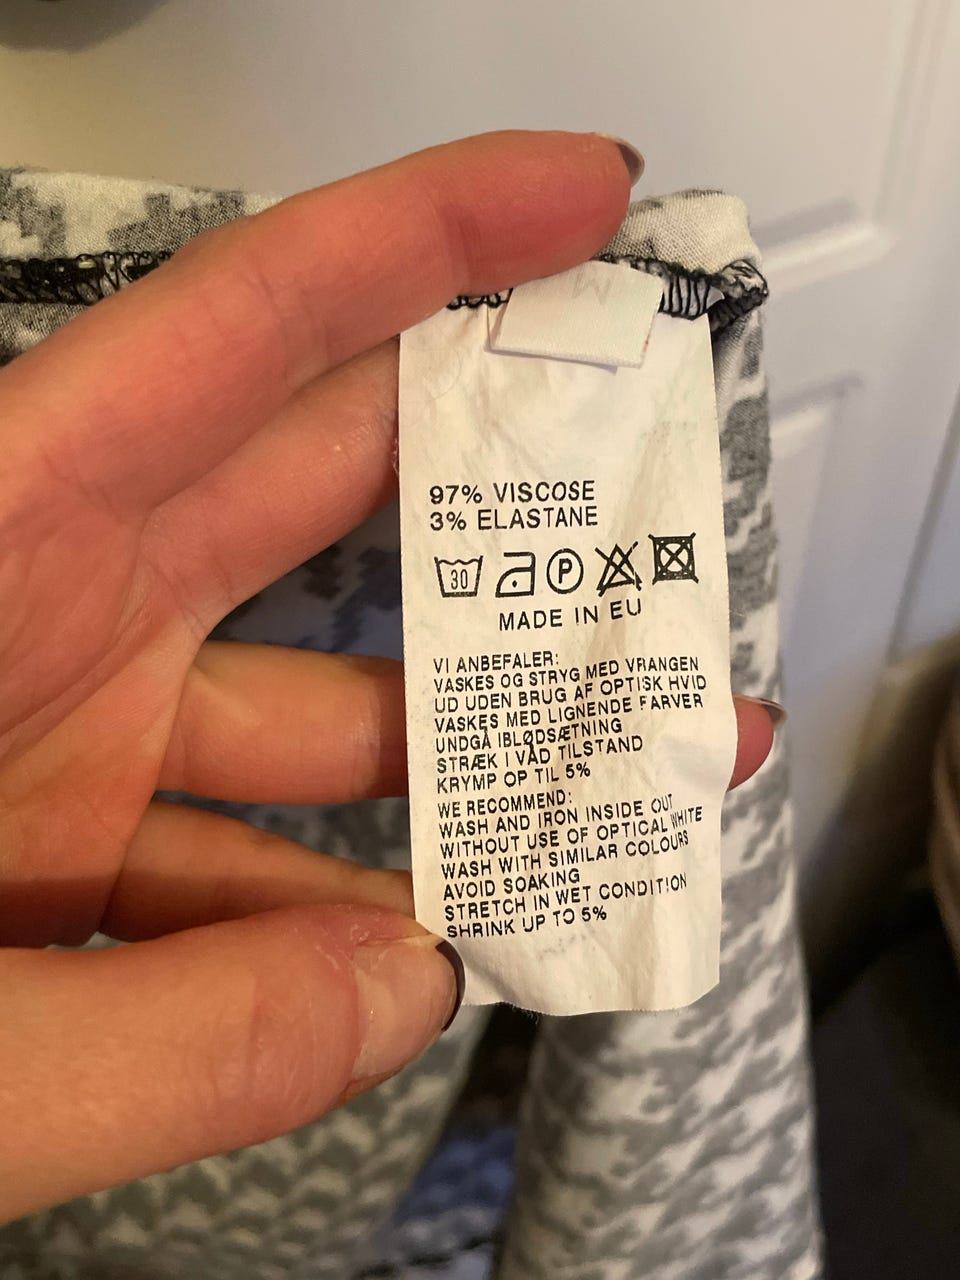 M
97% VISCOSE
3% ELASTANE
30 P
MADE IN EU
VI ANBEFALER:
VASKES OG STRYG MED VRANGEN
UD UDEN BRUG AF OPTISK HVID
VASKES MED LIGNENDE FARVER
UNDGÅ IBLØDSÆTNING
STRÆK I VÅD TILSTAND
KRYMP OP TIL 5%
WE RECOMMEND:
WASH AND IRON INSIDE OUT
WITHOUT USE OF OPTICAL WHITE
WASH WITH SIMILAR COLOURS
AVOID SOAKING
STRETCH IN WET CONDITION
SHRINK UP TO 5%